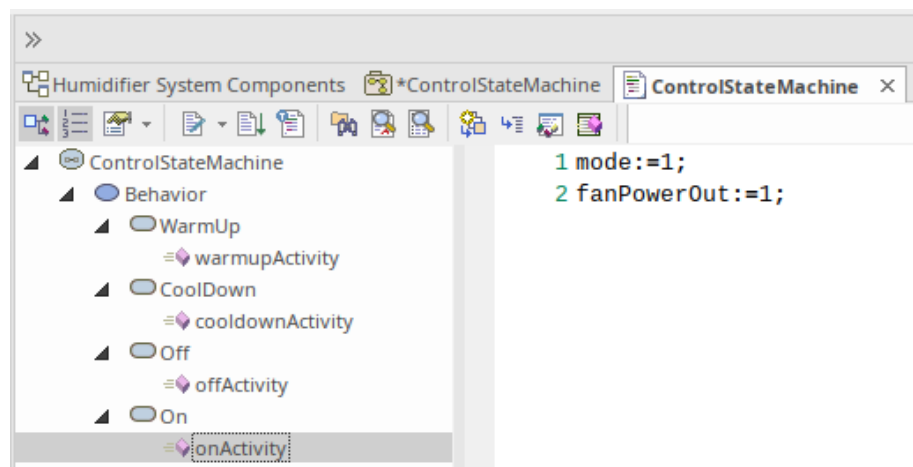 »
Humidifier System Components *ControlStateMachine ControlStateMachine ×
ControlStateMachine
Behavior
WarmUp
warmupActivity
CoolDown
cooldownActivity
Off
offActivity
On
onActivity
1 mode:=1;
2 fanPowerOut:=1;